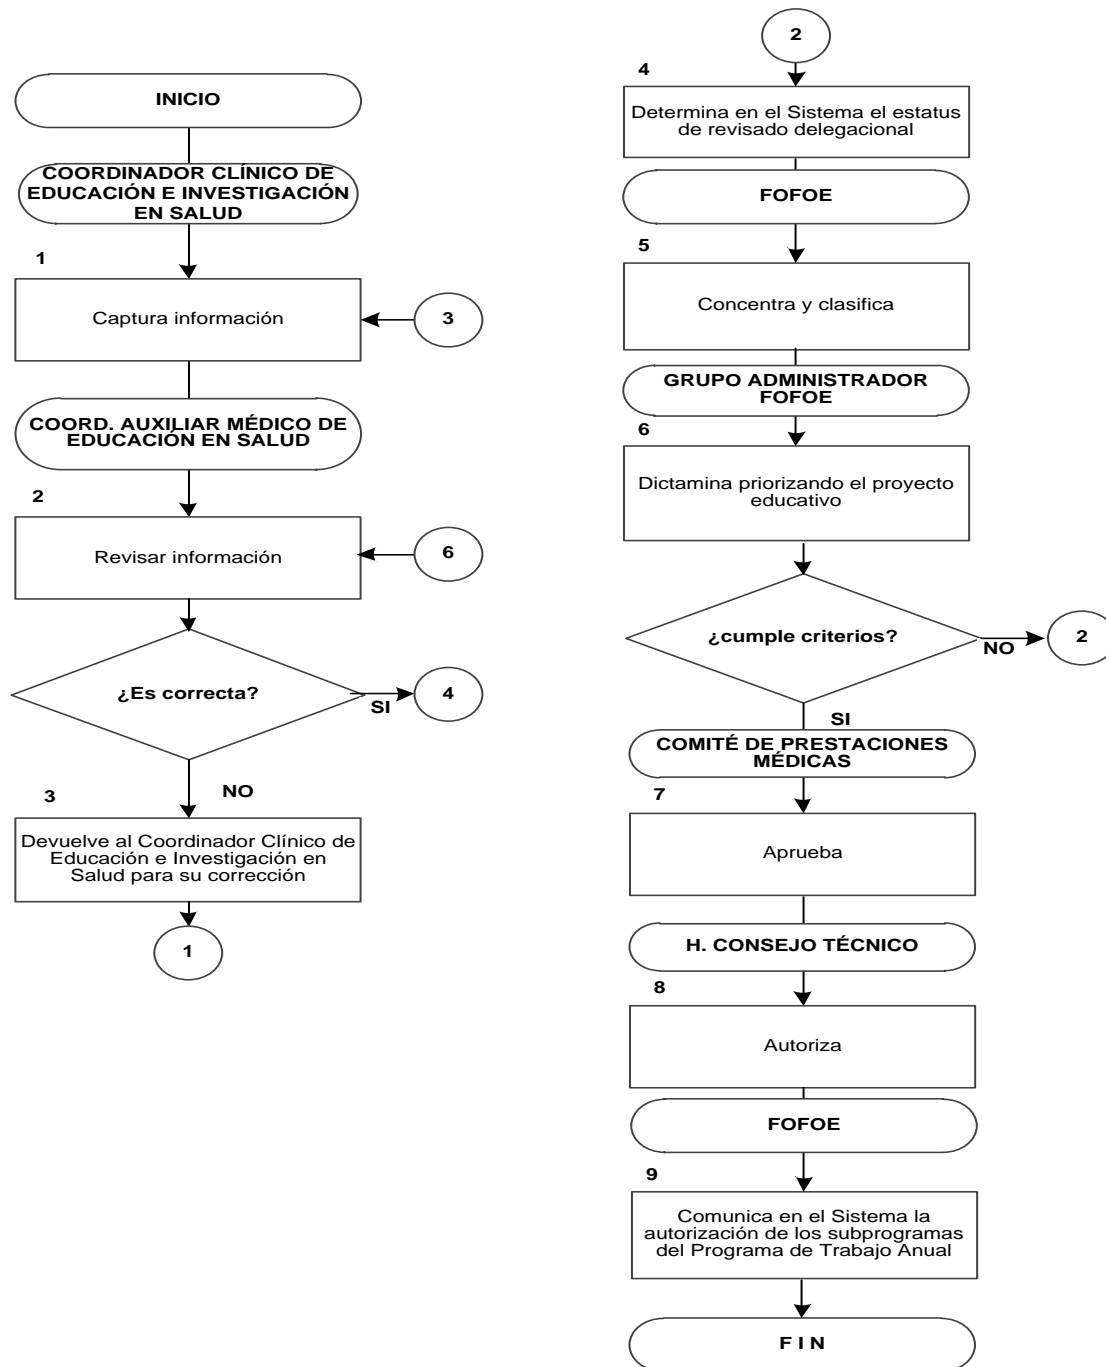 INICIO
COORDINADOR CLÍNICO DE
EDUCACIÓN E INVESTIGACIÓN
EN SALUD
1
Captura información
3
COORD. AUXILIAR MÉDICO DE
EDUCACIÓN EN SALUD
2
Revisar información
6
¿Es correcta?
SI
4
NO
3
Devuelve al Coordinador Clínico de
Educación e Investigación en
Salud para su corrección
1
2
4
Determina en el Sistema el estatus
de revisado delegacional
FOFOE
5
Concentra y clasifica
GRUPO ADMINISTRADOR
FOFOE
6
Dictamina priorizando el proyecto
educativo
¿cumple criterios?
NO
2
SI
COMITÉ DE PRESTACIONES
MÉDICAS
7
Aprueba
H. CONSEJO TÉCNICO
8
Autoriza
FOFOE
9
Comunica en el Sistema la
autorización de los subprogramas
del Programa de Trabajo Anual
F I N